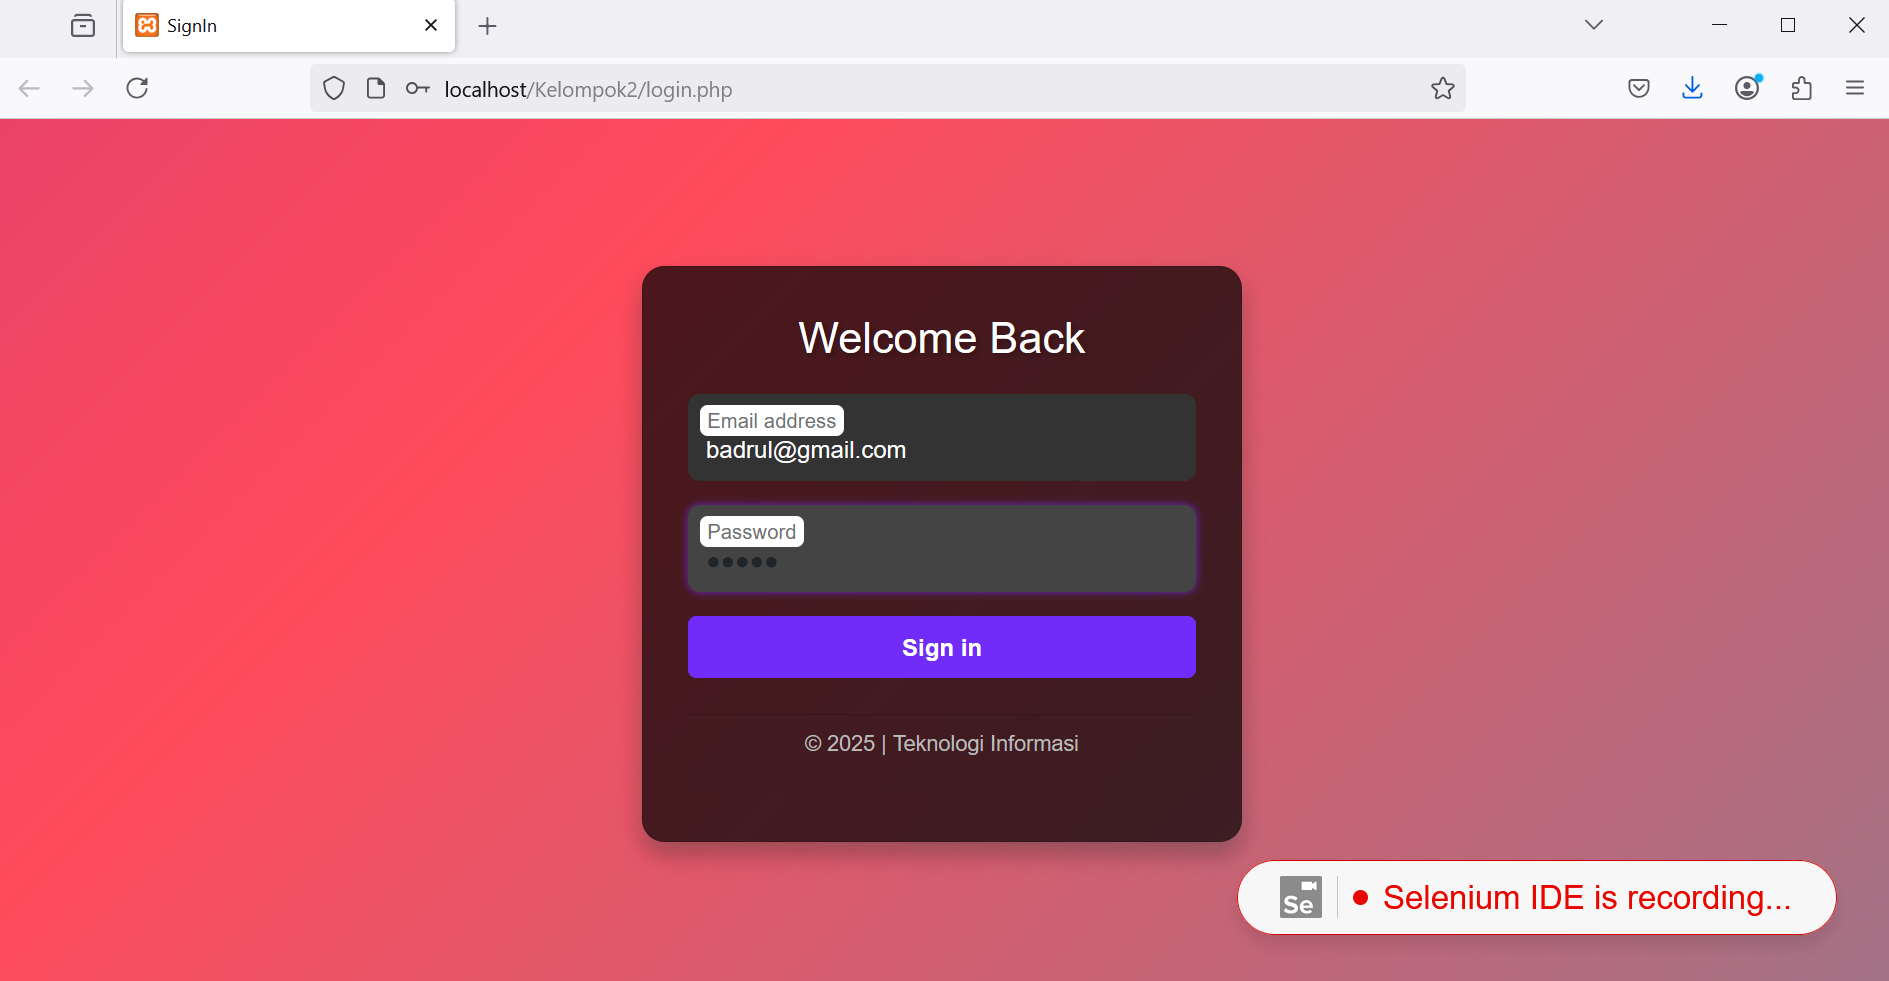 SignIn
localhost/Kelompok2/login.php
Welcome Back
Email address
badrul@gmail.com
Password
Sign in
© 2025 | Teknologi Informasi
Se
Selenium IDE is recording...